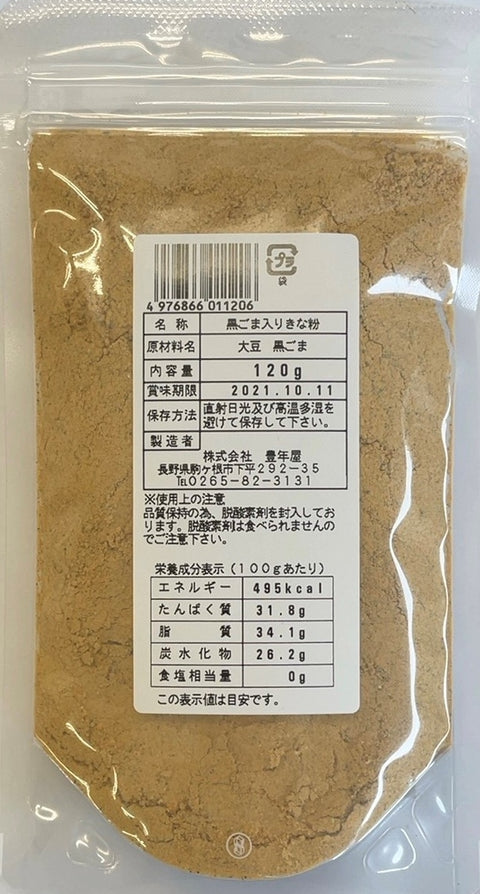 プラ
袋
4 976866 011206
名称 黒ごま入りきな粉
原材料名 大豆 黒ごま
内容量 120g
賞味期限 2021.10.11
保存方法 直射日光及び高温多湿を
避けて保存して下さい。
製造者
株式会社 豊年屋
長野県駒ヶ根市下平292-35
TEL0265-82-3131
※使用上の注意
品質保持の為、脱酸素剤を封入しており
ます。脱酸素剤は食べられませんの
でご注意下さい。
栄養成分表示(100gあたり)
エネルギー 495kcal
たんぱく質 31.8g
脂質 34.1g
炭水化物 26.2g
食塩相当量 0g
この表示値は目安です。